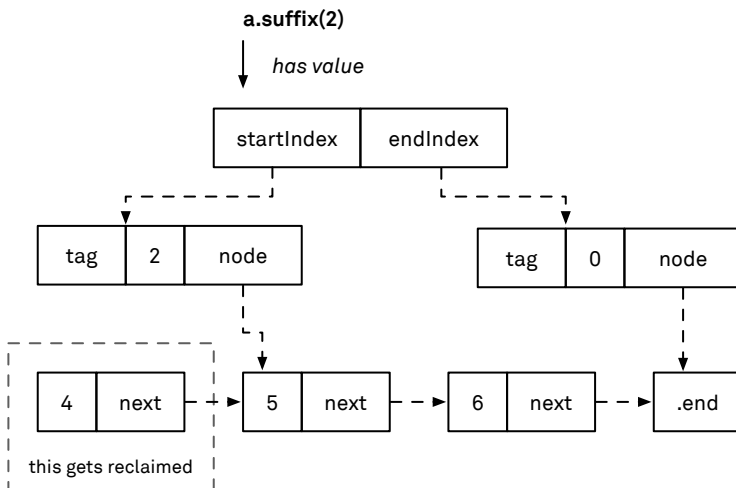 a.suffix(2)
has value
startIndex endIndex
tag 2 node
tag 0 node
4 next 5 next 6 next .end
this gets reclaimed